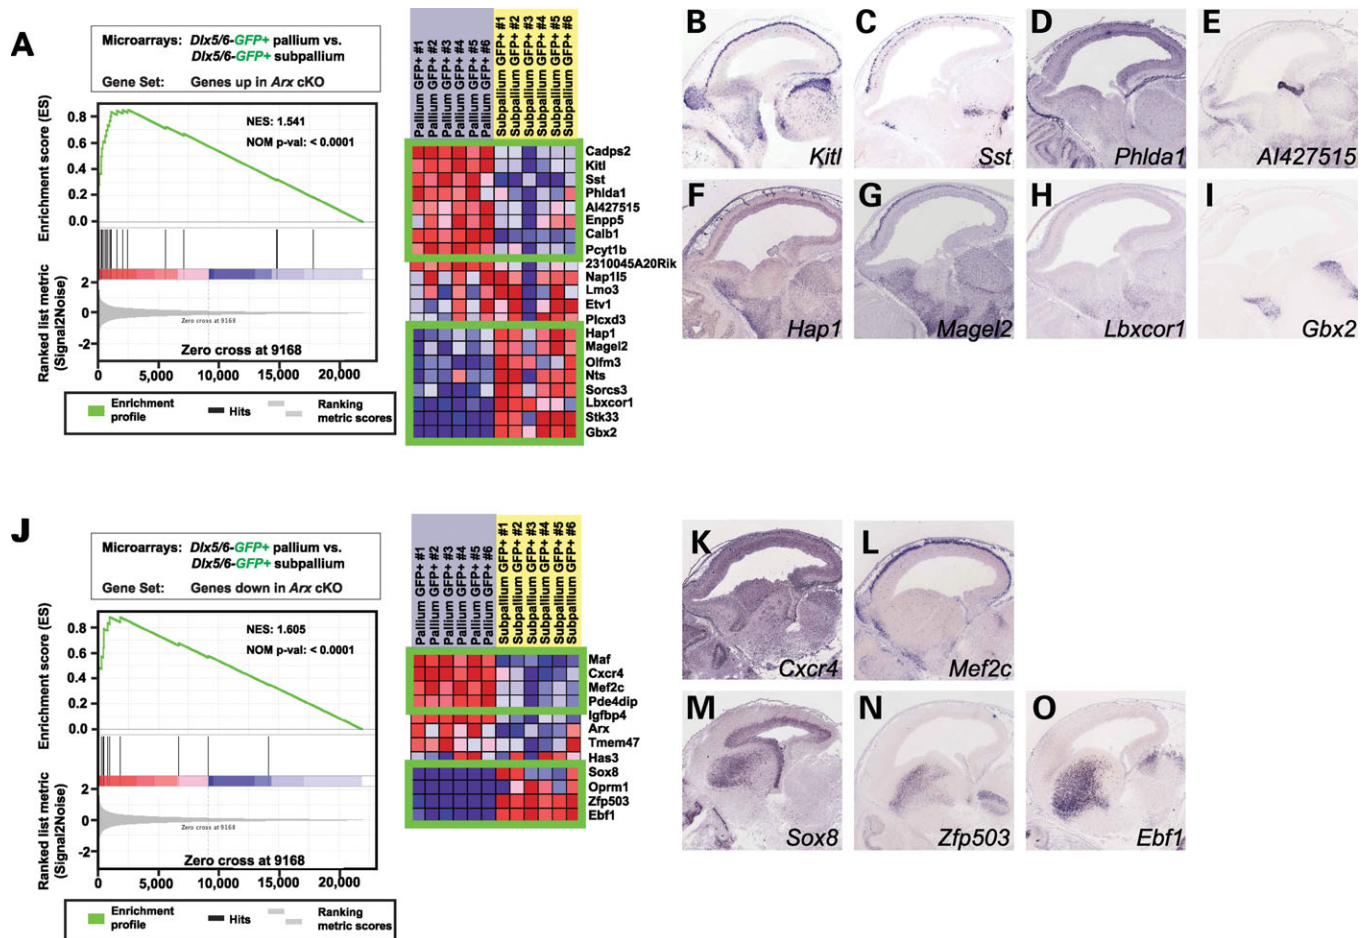 A
Microarrays: Dlx5/6-GFP+ pallium vs.
Dlx5/6-GFP+ subpallium
Gene Set: Genes up in Arx cKO
Enrichment score (ES)
0.8
0.6
0.4
0.2
0.0
NES: 1.541
NOM p-val: < 0.0001
Ranked list metric
(Signal2Noise)
2
0
-2
Zero cross at 9168
Zero cross at 9168
0 5,000 10,000 15,000 20,000
Enrichment profile
Hits
Ranking metric scores
Pallium GFP+ #1
Pallium GFP+ #2
Pallium GFP+ #3
Pallium GFP+ #4
Pallium GFP+ #5
Pallium GFP+ #6
Subpallium GFP+ #1
Subpallium GFP+ #2
Subpallium GFP+ #3
Subpallium GFP+ #4
Subpallium GFP+ #5
Subpallium GFP+ #6
Cadps2
Kitl
Sst
Phlda1
AI427515
Enpp5
Calb1
Pcyt1b
2310045A20Rik
Nap1l5
Lmo3
Etv1
Plcxd3
Hap1
Magel2
Olfm3
Nts
Sorcs3
Lbxcor1
Stk33
Gbx2
B
Kitl
C
Sst
D
Phlda1
E
AI427515
F
Hap1
G
Magel2
H
Lbxcor1
I
Gbx2
J
Microarrays: Dlx5/6-GFP+ pallium vs.
Dlx5/6-GFP+ subpallium
Gene Set: Genes down in Arx cKO
Enrichment score (ES)
0.8
0.6
0.4
0.2
0.0
NES: 1.605
NOM p-val: < 0.0001
Ranked list metric
(Signal2Noise)
2
0
-2
Zero cross at 9168
Zero cross at 9168
0 5,000 10,000 15,000 20,000
Enrichment profile
Hits
Ranking metric scores
Pallium GFP+ #1
Pallium GFP+ #2
Pallium GFP+ #3
Pallium GFP+ #4
Pallium GFP+ #5
Pallium GFP+ #6
Subpallium GFP+ #1
Subpallium GFP+ #2
Subpallium GFP+ #3
Subpallium GFP+ #4
Subpallium GFP+ #5
Subpallium GFP+ #6
Maf
Cxcr4
Mef2c
Pde4dip
Igfbp4
Arx
Tmem47
Has3
Sox8
Oprm1
Zfp503
Ebf1
K
Cxcr4
L
Mef2c
M
Sox8
N
Zfp503
O
Ebf1